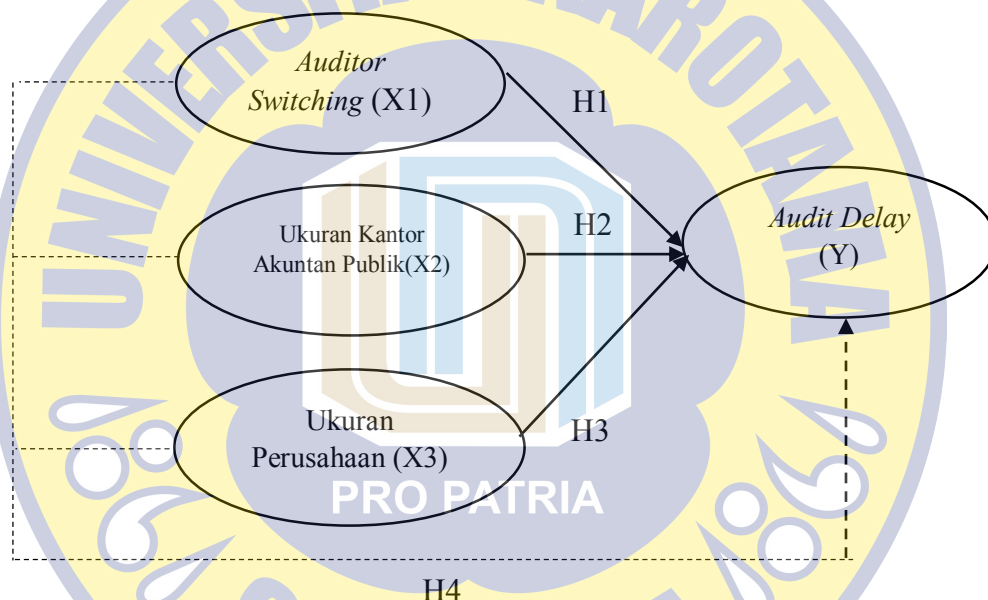 Auditor
Switching (X1)
H1
Ukuran Kantor
Akuntan Publik(X2)
H2
Audit Delay
(Y)
Ukuran
Perusahaan (X3)
H3
PRO PATRIA
H4